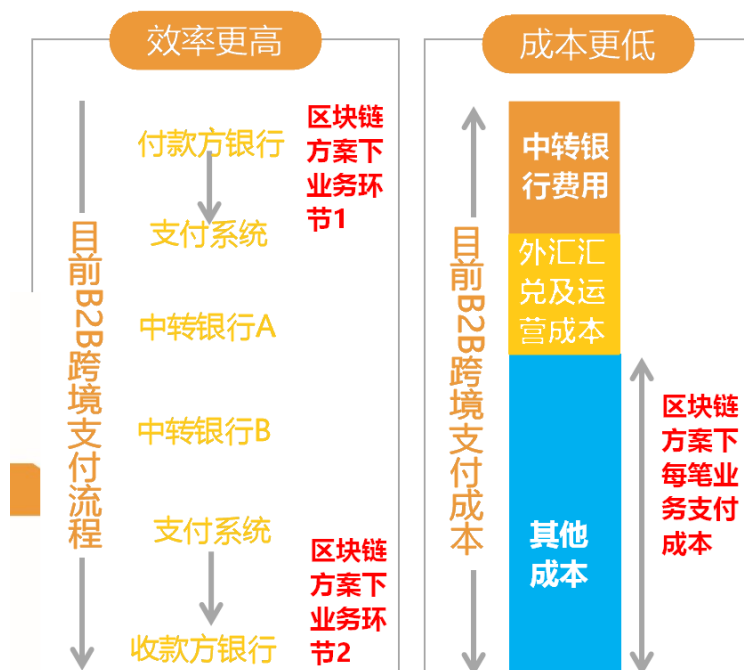 效率更高
目前B2B跨境支付流程
付款方银行
区块链
方案下
业务环
节1
支付系统
中转银行A
中转银行B
支付系统
区块链
方案下
业务环
节2
收款方银行
成本更低
目前B2B跨境支付成本
中转银
行费用
外汇汇
兑及运
营成本
其他
成本
区块链
方案下
每笔业
务支付
成本